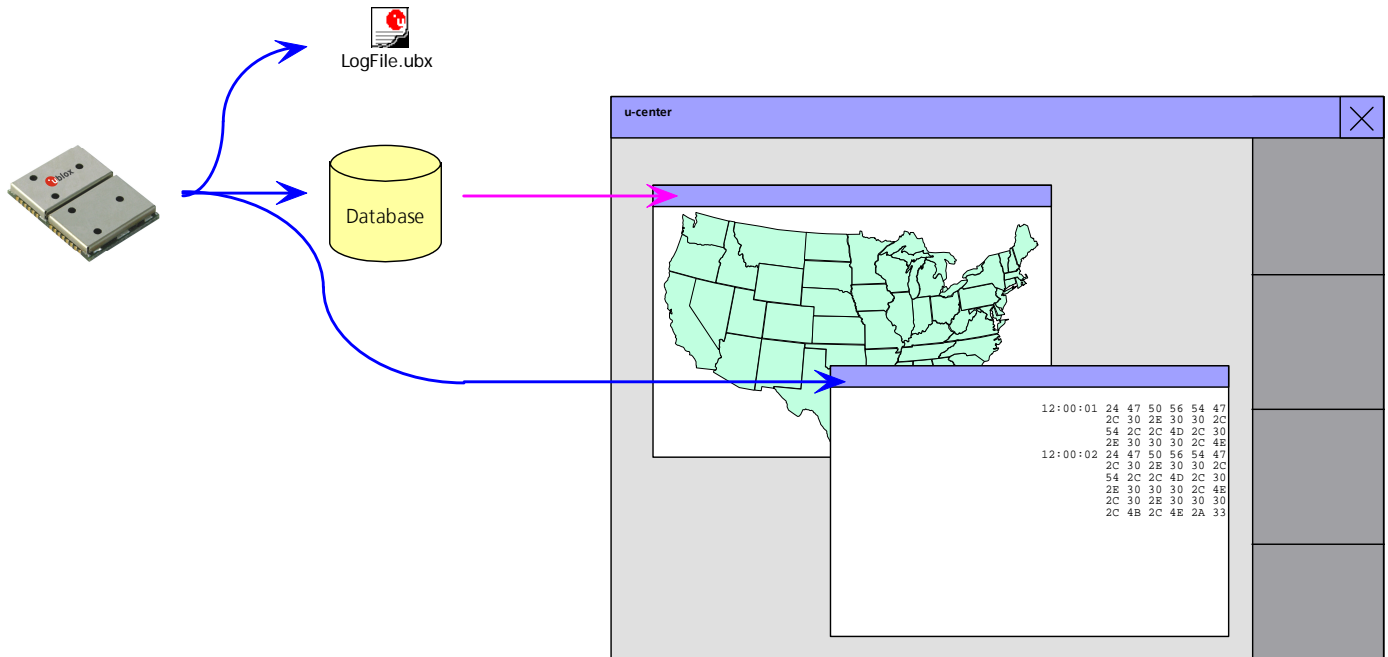 LogFile.ubx
u-center
ublox
Database
12:00:01 24 47 50 56 54 47
2C 30 2E 30 30 2C
54 2C 2C 4D 2C 30
2E 30 30 30 2C 4E
12:00:02 24 47 50 56 54 47
2C 30 2E 30 30 2C
54 2C 2C 4D 2C 30
2E 30 30 30 2C 4E
2C 30 2E 30 30 30
2C 4B 2C 4E 2A 33